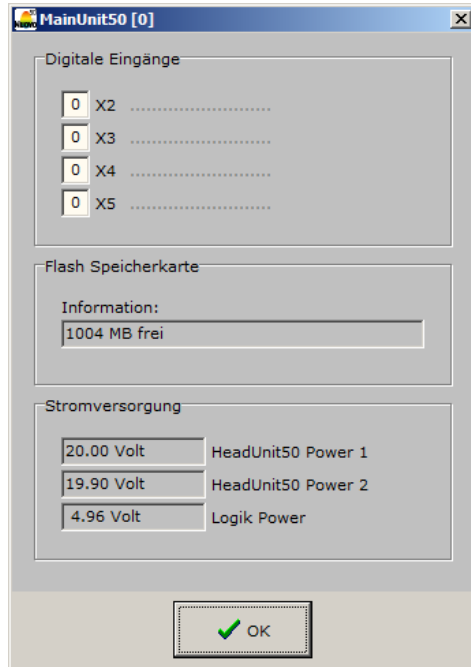 MainUnit50 [0]
Digitale Eingänge
0 X2 ........................
0 X3 ........................
0 X4 ........................
0 X5 ........................
Flash Speicherkarte
Information:
1004 MB frei
Stromversorgung
20.00 Volt HeadUnit50 Power 1
19.90 Volt HeadUnit50 Power 2
4.96 Volt Logik Power
OK